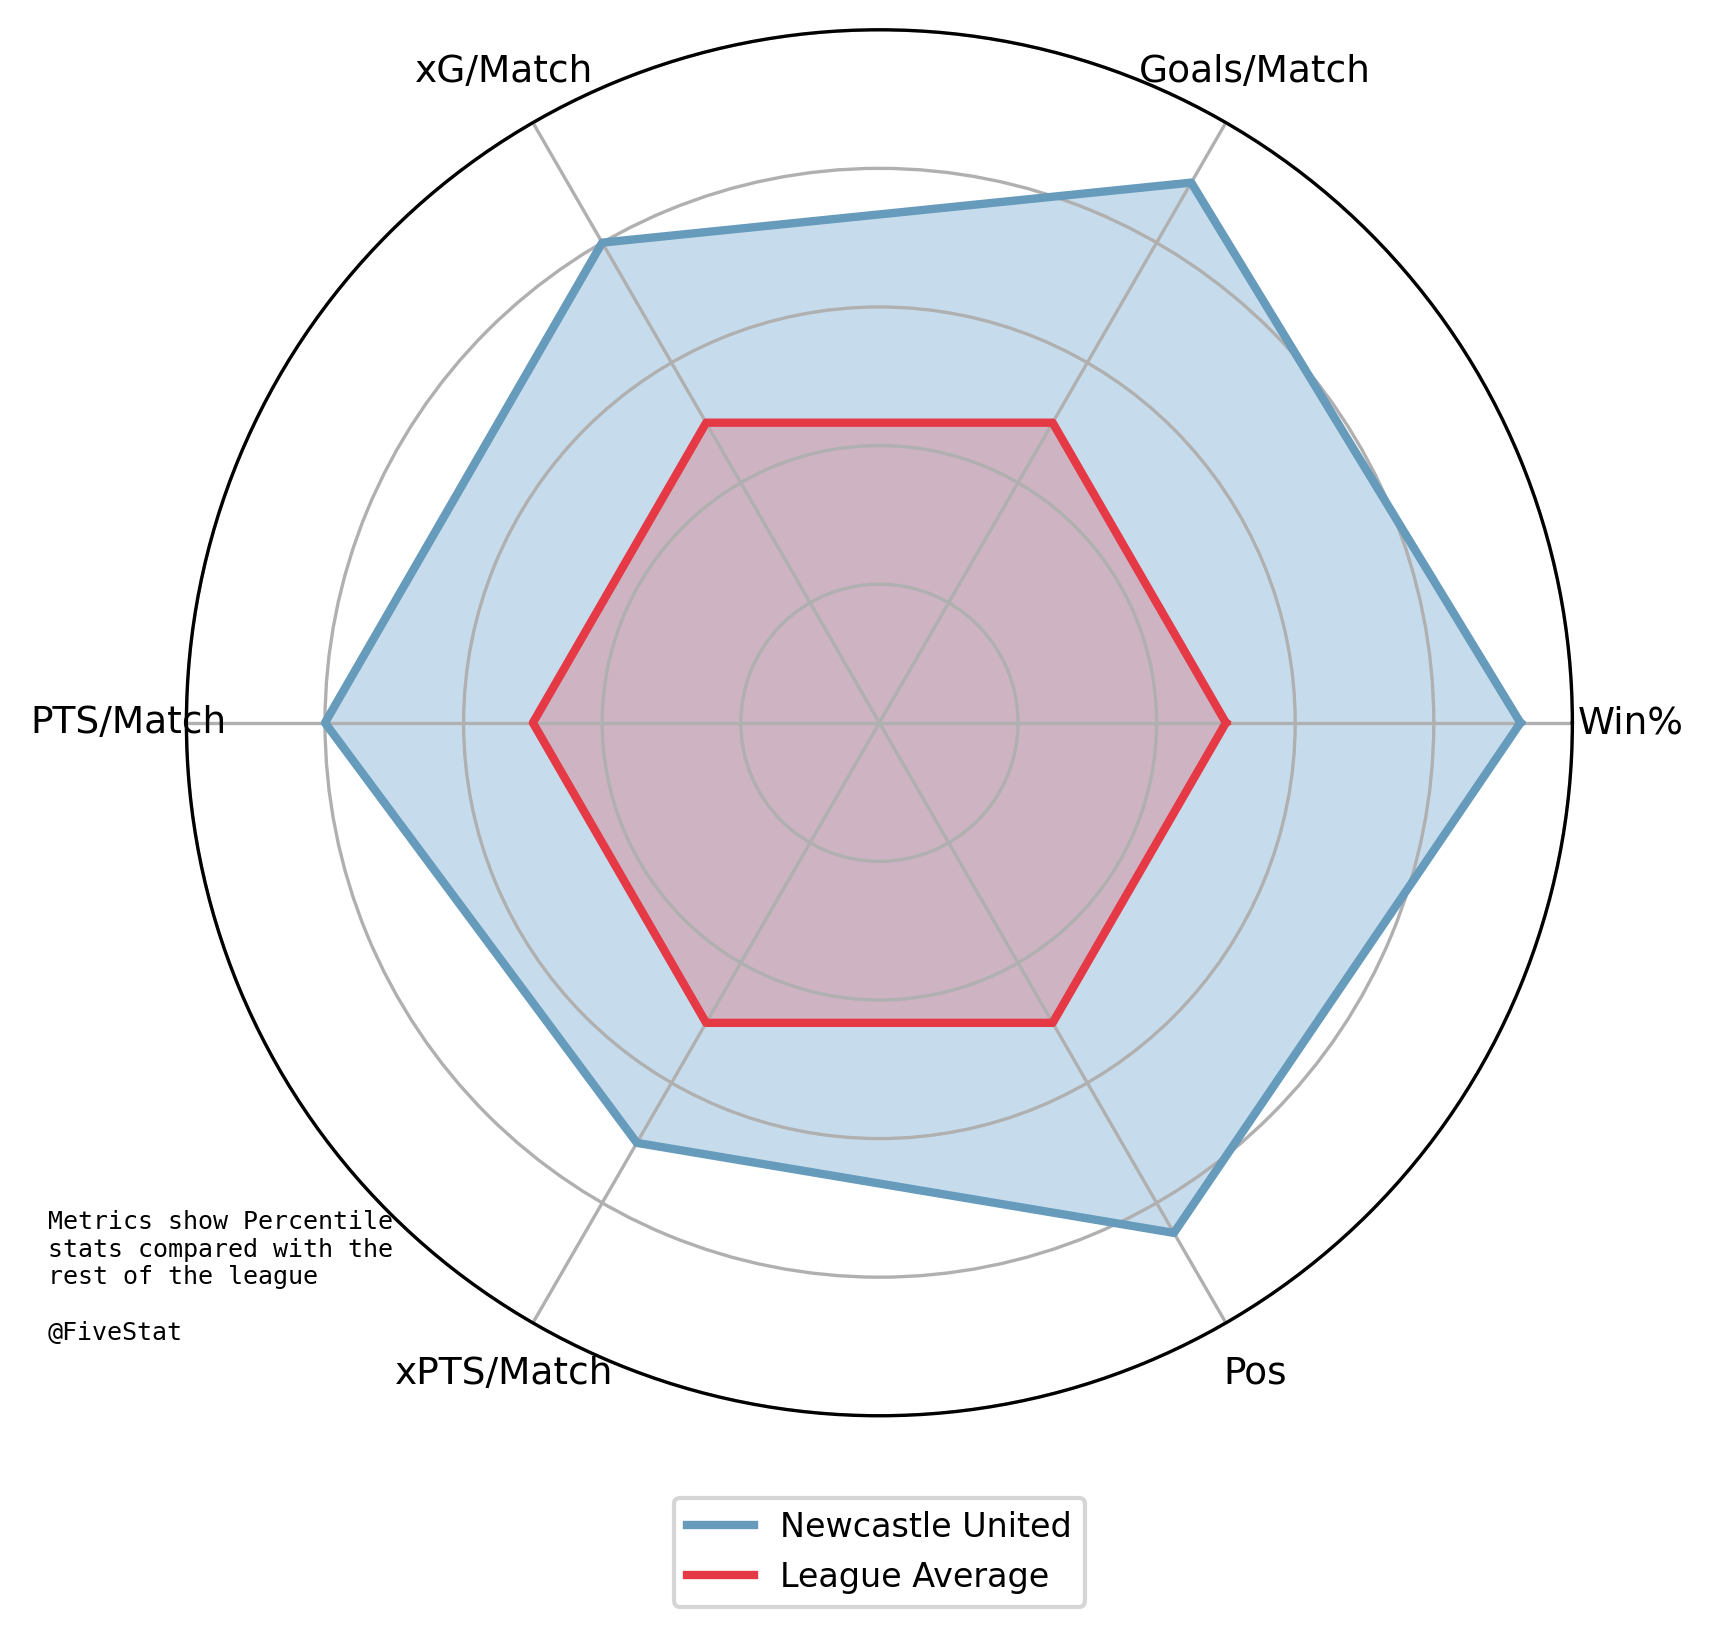 xG/Match
Goals/Match
PTS/Match
Win%
Metrics show Percentile
stats compared with the
rest of the league
@FiveStat
xPTS/Match
Pos
Newcastle United
League Average